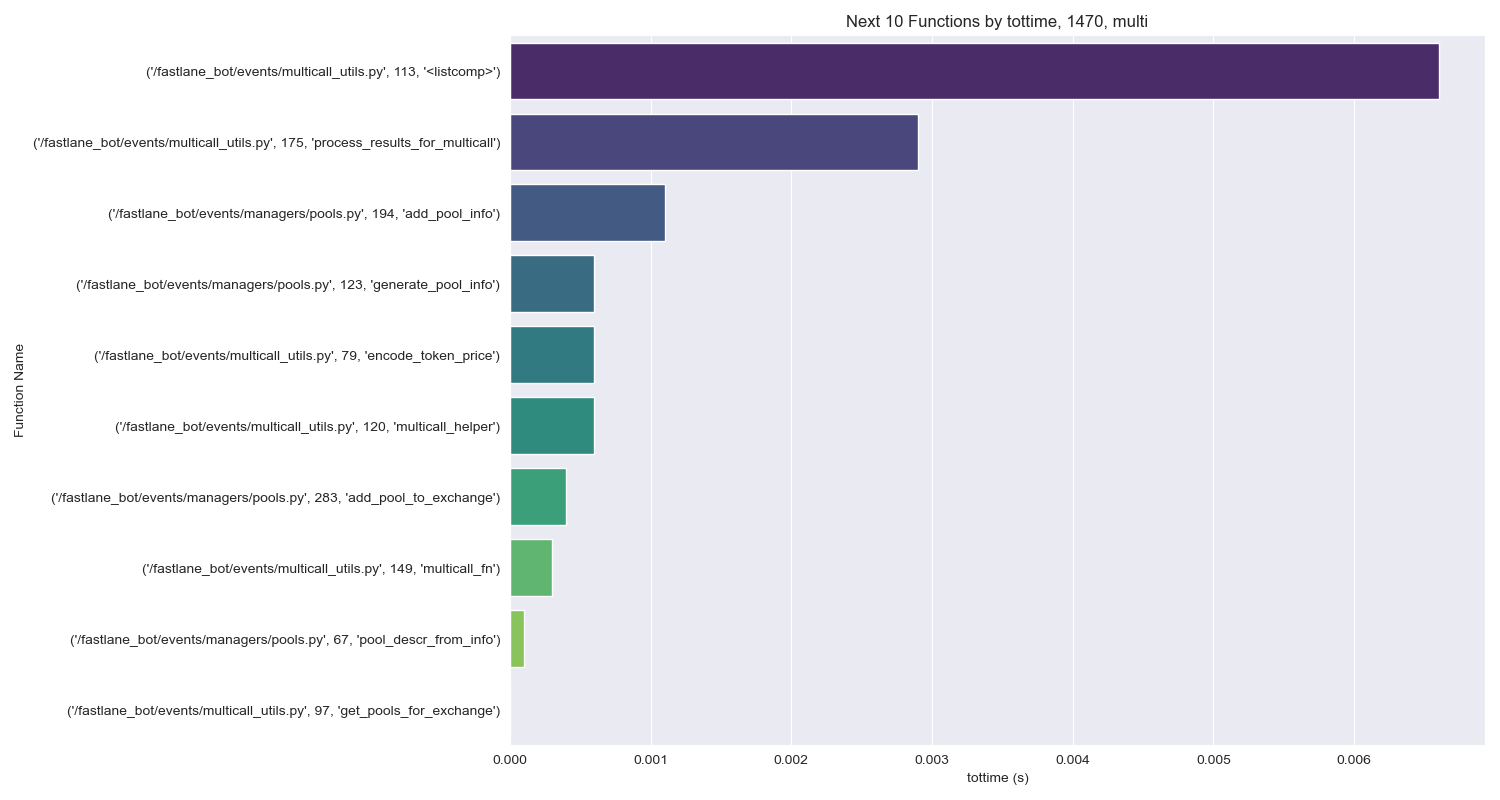 Next 10 Functions by tottime, 1470, multi
('/fastlane_bot/events/multicall_utils.py', 113, '<listcomp>')
('/fastlane_bot/events/multicall_utils.py', 175, 'process_results_for_multicall')
('/fastlane_bot/events/managers/pools.py', 194, 'add_pool_info')
('/fastlane_bot/events/managers/pools.py', 123, 'generate_pool_info')
('/fastlane_bot/events/multicall_utils.py', 79, 'encode_token_price')
('/fastlane_bot/events/multicall_utils.py', 120, 'multicall_helper')
('/fastlane_bot/events/managers/pools.py', 283, 'add_pool_to_exchange')
('/fastlane_bot/events/multicall_utils.py', 149, 'multicall_fn')
('/fastlane_bot/events/managers/pools.py', 67, 'pool_descr_from_info')
('/fastlane_bot/events/multicall_utils.py', 97, 'get_pools_for_exchange')
Function Name
0.000 0.001 0.002 0.003 0.004 0.005 0.006
tottime (s)